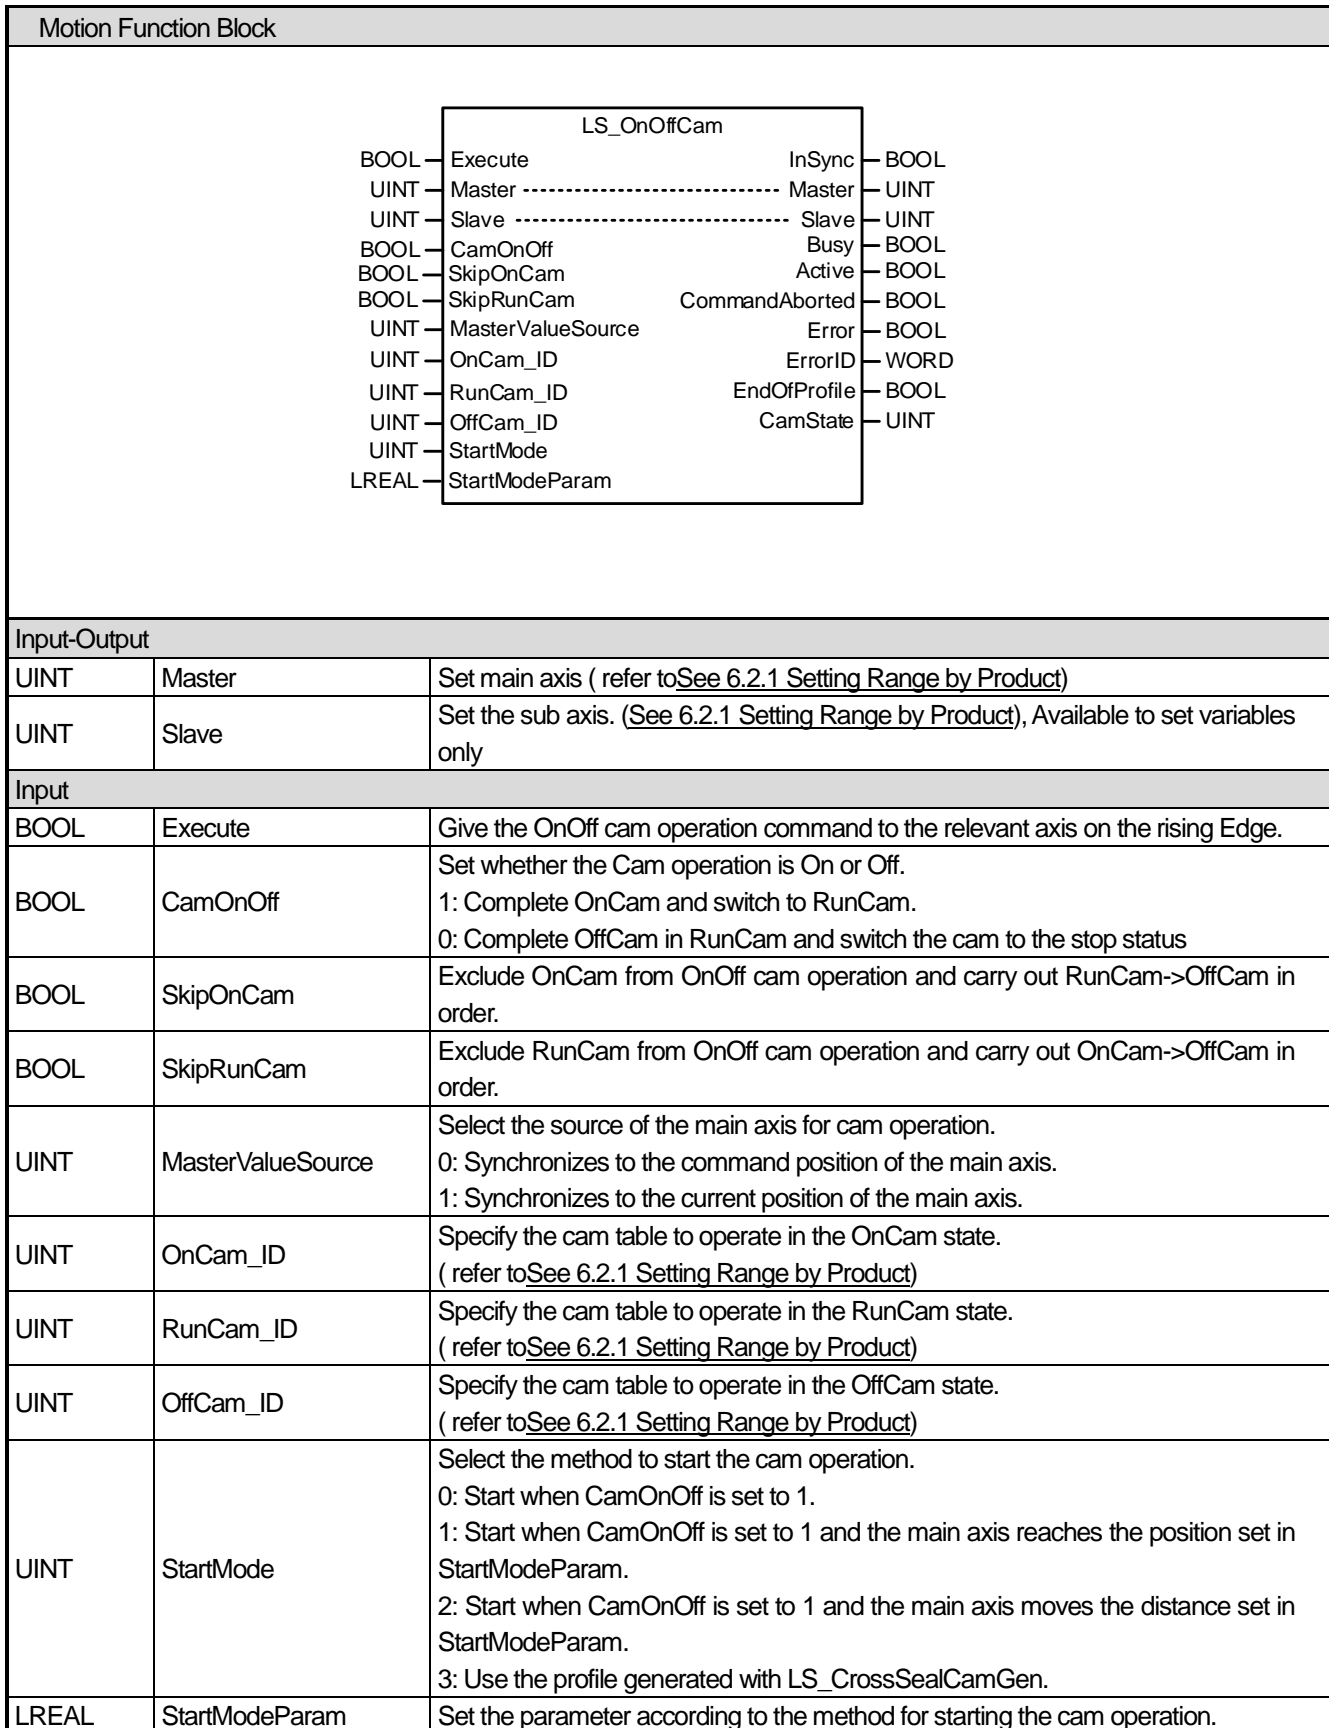 Motion Function Block
LS_OnOffCam
BOOL Execute InSync BOOL
UINT Master Master UINT
UINT Slave Slave UINT
BOOL CamOnOff Busy BOOL
BOOL SkipOnCam Active BOOL
BOOL SkipRunCam CommandAborted BOOL
UINT MasterValueSource Error BOOL
UINT OnCam_ID ErrorID WORD
UINT RunCam_ID EndOfProfile BOOL
UINT OffCam_ID CamState UINT
UINT StartMode
LREAL StartModeParam
Input-Output
UINT Master Set main axis ( refer toSee 6.2.1 Setting Range by Product)
UINT Slave Set the sub axis. (See 6.2.1 Setting Range by Product), Available to set variables
only
Input
BOOL Execute Give the OnOff cam operation command to the relevant axis on the rising Edge.
BOOL CamOnOff Set whether the Cam operation is On or Off.
1: Complete OnCam and switch to RunCam.
0: Complete OffCam in RunCam and switch the cam to the stop status
BOOL SkipOnCam Exclude OnCam from OnOff cam operation and carry out RunCam->OffCam in
order.
BOOL SkipRunCam Exclude RunCam from OnOff cam operation and carry out OnCam->OffCam in
order.
UINT MasterValueSource Select the source of the main axis for cam operation.
0: Synchronizes to the command position of the main axis.
1: Synchronizes to the current position of the main axis.
UINT OnCam_ID Specify the cam table to operate in the OnCam state.
( refer toSee 6.2.1 Setting Range by Product)
UINT RunCam_ID Specify the cam table to operate in the RunCam state.
( refer toSee 6.2.1 Setting Range by Product)
UINT OffCam_ID Specify the cam table to operate in the OffCam state.
( refer toSee 6.2.1 Setting Range by Product)
UINT StartMode Select the method to start the cam operation.
0: Start when CamOnOff is set to 1.
1: Start when CamOnOff is set to 1 and the main axis reaches the position set in
StartModeParam.
2: Start when CamOnOff is set to 1 and the main axis moves the distance set in
StartModeParam.
3: Use the profile generated with LS_CrossSealCamGen.
LREAL StartModeParam Set the parameter according to the method for starting the cam operation.